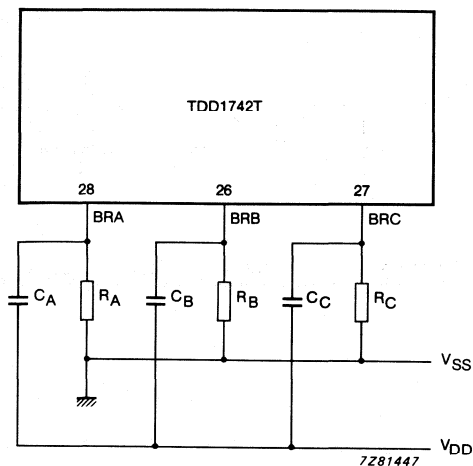 TDD1742T
28 26 27
BRA BRB BRC
CA RA CB RB CC RC
VSS
VDD
7Z81447